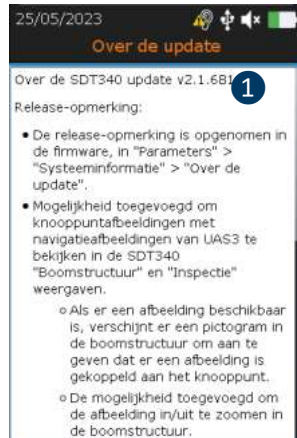 25/05/2023
Over de update
Over de SDT340 update v2.1.681
1
Release-opmerking:
• De release-opmerking is opgenomen in
de firmware, in "Parameters" >
"Systeeminformatie" > "Over de
update".
• Mogelijkheid toegevoegd om
knooppuntafbeeldingen met
navigatieafbeeldingen van UAS3 te
bekijken in de SDT340
"Boomstructuur" en "Inspectie"
weergaven.
o Als er een afbeelding beschikbaar
is, verschijnt er een pictogram in
de boomstructuur om aan te
geven dat er een afbeelding is
gekoppeld aan het knooppunt.
o De mogelijkheid toegevoegd om
de afbeelding in/uit te zoomen in
de boomstructuur.